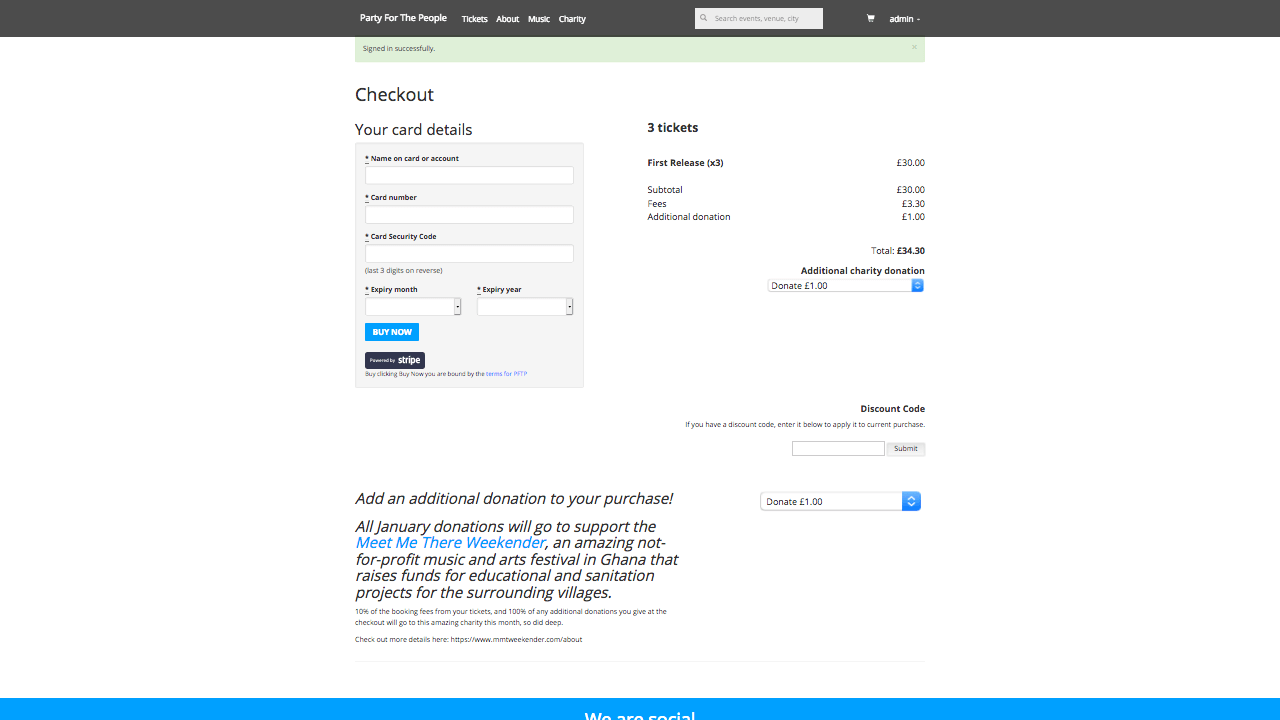 Party For The People Tickets About Music Charity Search events, venue, city admin
Signed in successfully. ×
Checkout
Your card details
* Name on card or account
* Card number
* Card Security Code
(last 3 digits on reverse)
* Expiry month * Expiry year
BUY NOW
Powered by stripe
Buy clicking Buy Now you are bound by the terms for PFTP
3 tickets
First Release (x3) £30.00
Subtotal £30.00
Fees £3.30
Additional donation £1.00
Total: £34.30
Additional charity donation
Donate £1.00
Discount Code
If you have a discount code, enter it below to apply it to current purchase.
Submit
Add an additional donation to your purchase!
Donate £1.00
All January donations will go to support the
Meet Me There Weekender, an amazing not-
for-profit music and arts festival in Ghana that
raises funds for educational and sanitation
projects for the surrounding villages.
10% of the booking fees from your tickets, and 100% of any additional donations you give at the
checkout will go to this amazing charity this month, so did deep.
Check out more details here: https://www.mmtweekender.com/about
We are social